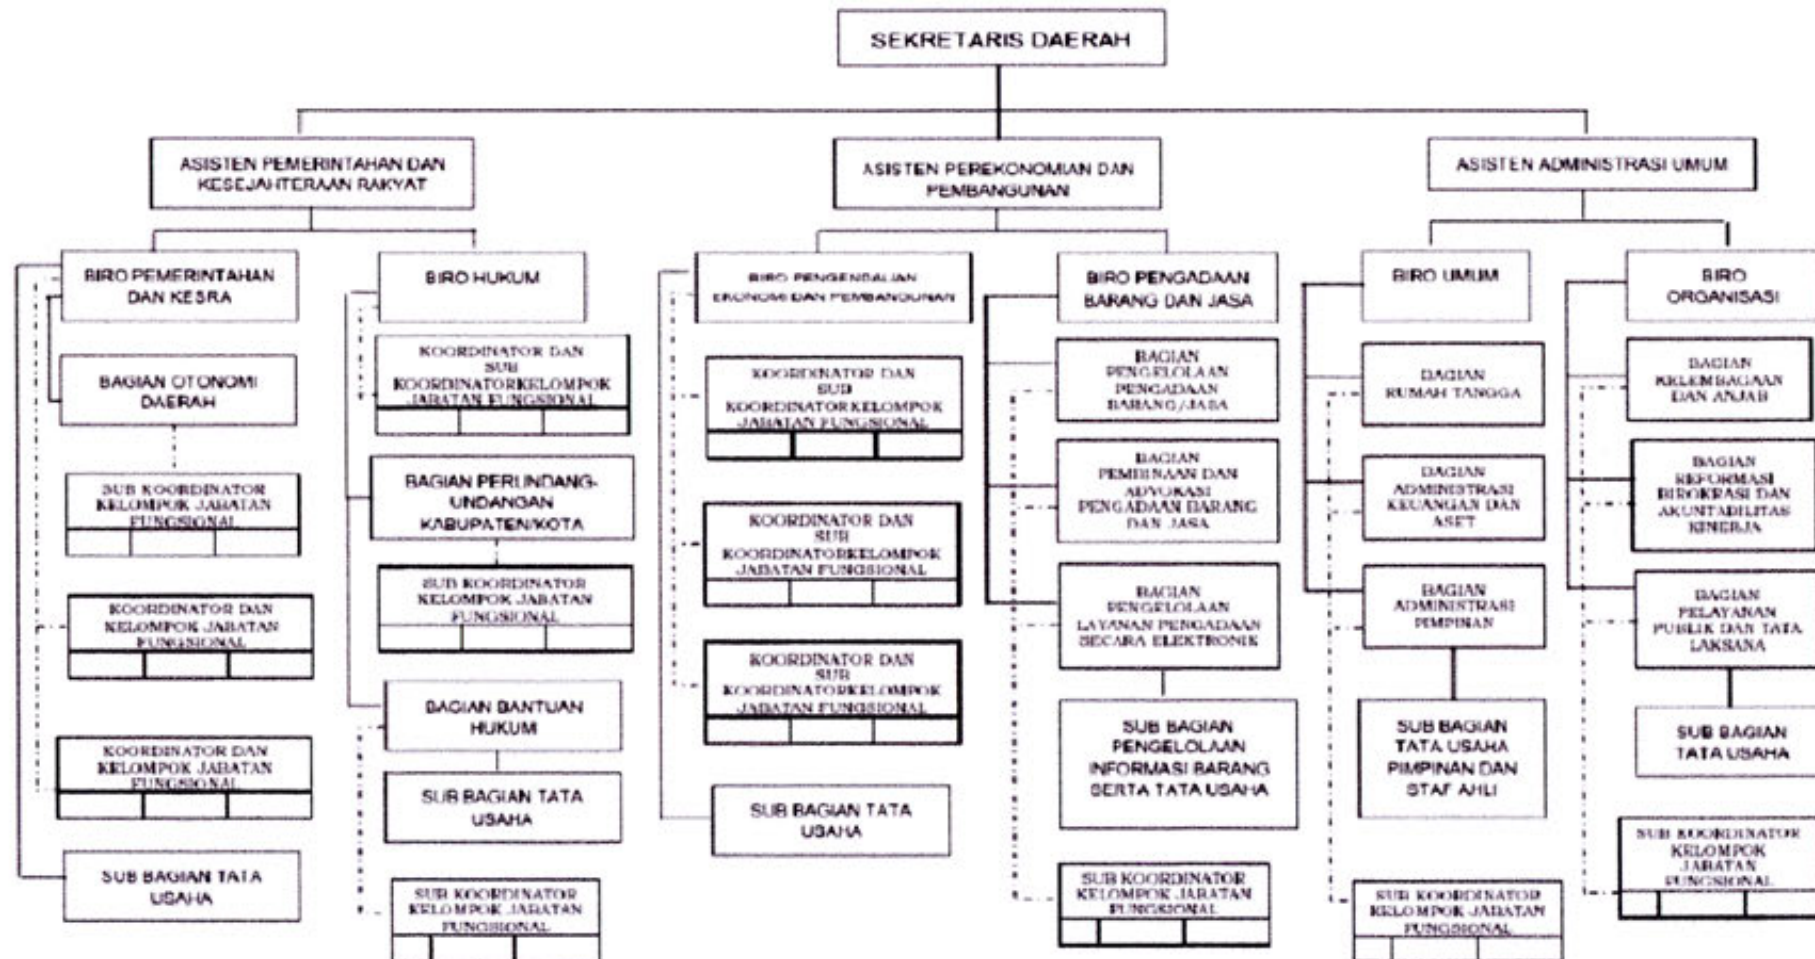 SEKRETARIS DAERAH
ASISTEN PEMERINTAHAN DAN
KESEJAHTERAAN RAKYAT
ASISTEN PEREKONOMIAN DAN
PEMBANGUNAN
ASISTEN ADMINISTRASI UMUM
BIRO PEMERINTAHAN
DAN KESRA
BAGIAN OTONOMI
DAERAH
SUB KOORDINATOR
KELOMPOK JABATAN
FUNGSIONAL
KOORDINATOR DAN
KELOMPOK JABATAN
FUNGSIONAL
KOORDINATOR DAN
KELOMPOK JABATAN
FUNGSIONAL
SUB BAGIAN TATA
USAHA
BIRO HUKUM
KOORDINATOR DAN
SUB
KOORDINATORKELOMPOK
JABATAN FUNGSIONAL
BAGIAN PERUNDANG-
UNDANGAN
KABUPATEN/KOTA
SUB KOORDINATOR
KELOMPOK JABATAN
FUNGSIONAL
BAGIAN BANTUAN
HUKUM
SUB BAGIAN TATA
USAHA
SUB KOORDINATOR
KELOMPOK JABATAN
FUNGSIONAL
BIRO PENGENDALIAN
EKONOMI DAN PEMBANGUNAN
KOORDINATOR DAN
SUB
KOORDINATORKELOMPOK
JABATAN FUNGSIONAL
KOORDINATOR DAN
SUB
KOORDINATORKELOMPOK
JABATAN FUNGSIONAL
KOORDINATOR DAN
SUB
KOORDINATORKELOMPOK
JABATAN FUNGSIONAL
SUB BAGIAN TATA
USAHA
BIRO PENGADAAN
BARANG DAN JASA
BAGIAN
PENGELOLAAN
PENGADAAN
BARANG/JASA
BAGIAN
PEMBINAAN DAN
ADVOKASI
PENGADAAN BARANG
DAN JASA
BAGIAN
PENGELOLAAN
LAYANAN PENGADAAN
SECARA ELEKTRONIK
SUB BAGIAN
PENGELOLAAN
INFORMASI BARANG
SERTA TATA USAHA
SUB KOORDINATOR
KELOMPOK JABATAN
FUNGSIONAL
BIRO UMUM
BAGIAN
RUMAH TANGGA
BAGIAN
ADMINISTRASI
KEUANGAN DAN
ASET
BAGIAN
ADMINISTRASI
PIMPINAN
SUB BAGIAN
TATA USAHA
PIMPINAN DAN
STAF AHLI
SUB KOORDINATOR
KELOMPOK JABATAN
FUNGSIONAL
BIRO
ORGANISASI
BAGIAN
KELEMBAGAAN
DAN ANJAB
BAGIAN
REFORMASI
BIROKRASI DAN
AKUNTABILITAS
KINERJA
BAGIAN
PELAYANAN
PUBLIK DAN TATA
LAKSANA
SUB BAGIAN
TATA USAHA
SUB KOORDINATOR
KELOMPOK
JABATAN
FUNGSIONAL